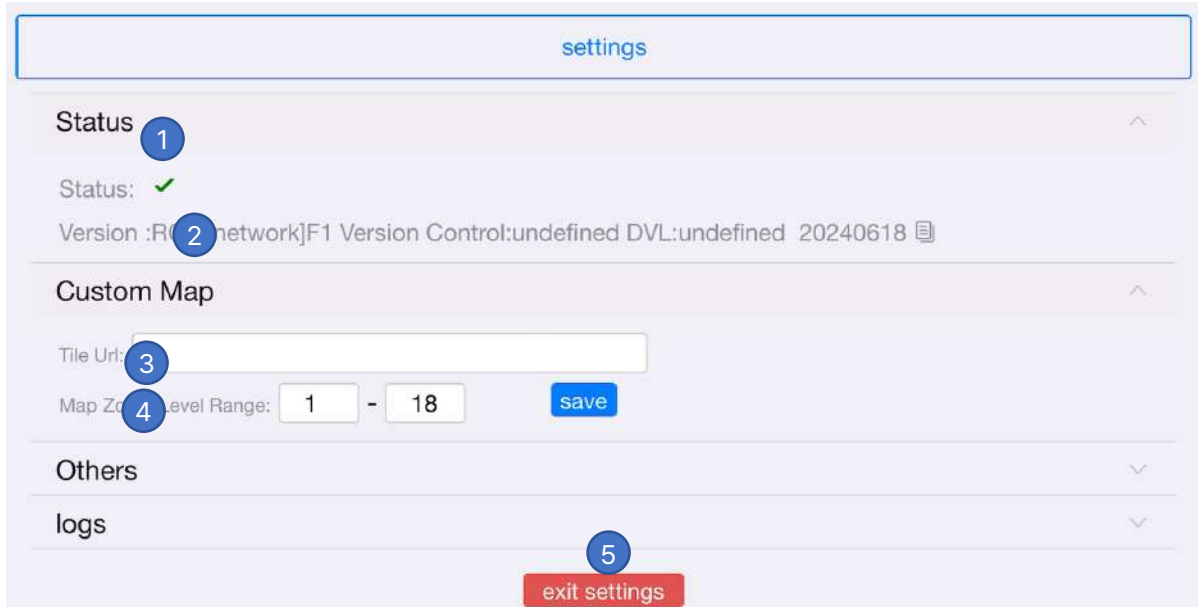 settings
Status
1
Status:
Version :R 2 network]F1 Version Control:undefined DVL:undefined 20240618
Custom Map
Tile Url: 3
Map Zo 4 Level Range: 1 - 18 save
Others
logs
5
exit settings